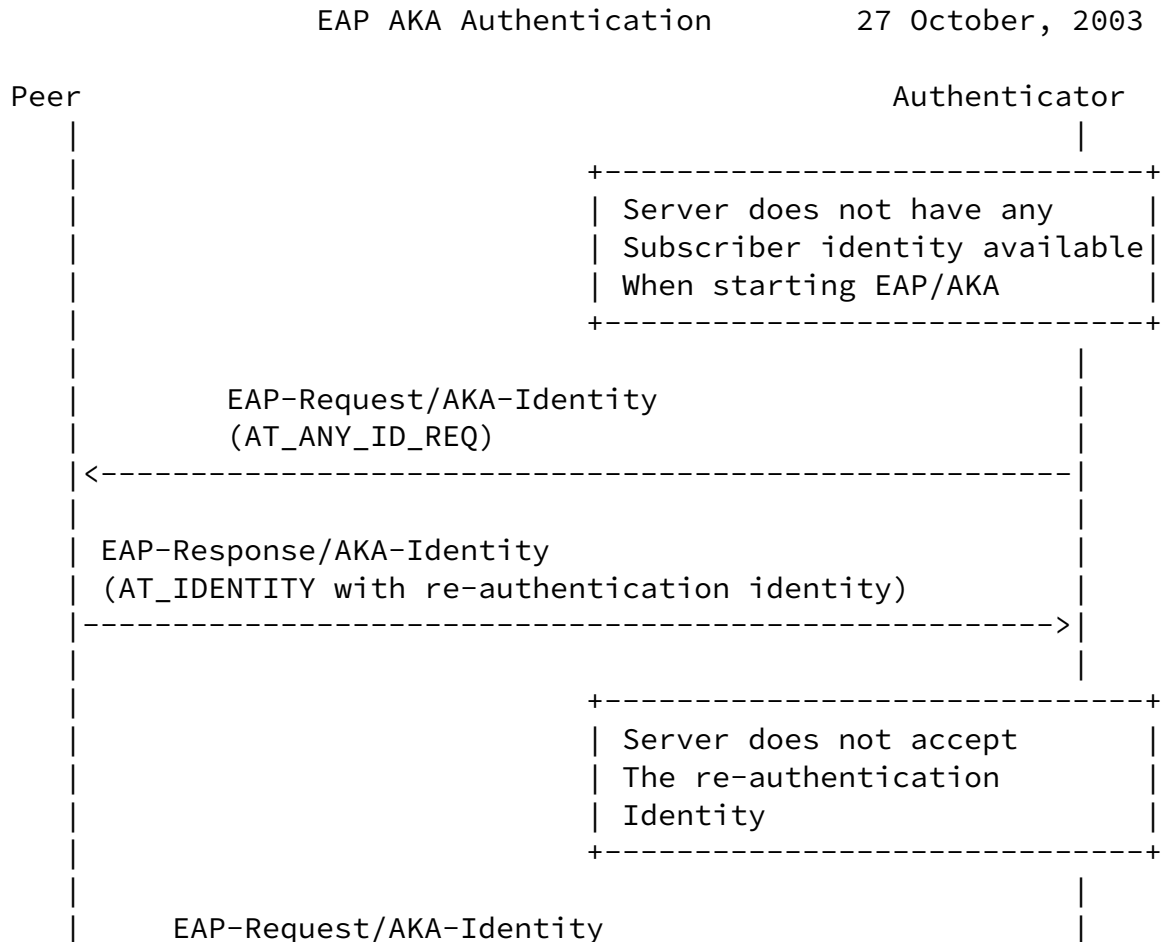 EAP AKA Authentication 27 October, 2003
Peer Authenticator
Server does not have any
Subscriber identity available
When starting EAP/AKA
EAP-Request/AKA-Identity
(AT_ANY_ID_REQ)
EAP-Response/AKA-Identity
(AT_IDENTITY with re-authentication identity)
Server does not accept
The re-authentication
Identity
EAP-Request/AKA-Identity